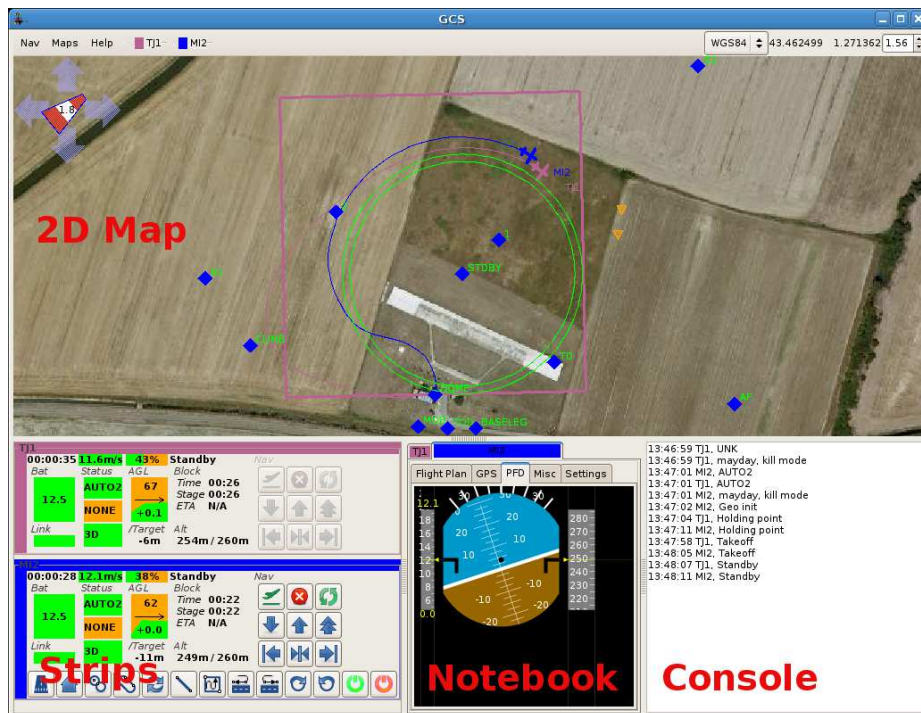 GCS
Nav Maps Help TJ1 MI2 WGS84 43.462499 1.271362 1.56
1.8
MI2
2D Map
1
STDBY
CLIMB
TD
HOME
AF
BASELEG
TJ1
00:00:35 11.6m/s 43% Standby Nav
Bat Status AGL Block
12.5 AUTO2 67 Time 00:26
Stage 00:26
NONE +0.1 ETA N/A
Link 3D /Target Alt
-6m 254m/260m
MI2
00:00:28 12.1m/s 38% Standby Nav
Bat Status AGL Block
12.5 AUTO2 62 Time 00:22
Stage 00:22
NONE +0.0 ETA N/A
Link 3D /Target Alt
-11m 249m/260m
Strips
TJ1 MI2
Flight Plan GPS PFD Misc Settings
12.1 30 30
18 280
16 20 20 270
14 10 10 260
12 250
10 240
8 -10 -10 230
6 -20 -20 220
0.0 210
Notebook
13:46:59 TJ1, UNK
13:46:59 TJ1, mayday, kill mode
13:47:01 MI2, AUTO2
13:47:01 TJ1, AUTO2
13:47:01 MI2, mayday, kill mode
13:47:02 MI2, Geo init
13:47:04 TJ1, Holding point
13:47:11 MI2, Holding point
13:47:58 TJ1, Takeoff
13:48:05 MI2, Takeoff
13:48:07 TJ1, Standby
13:48:11 MI2, Standby
Console